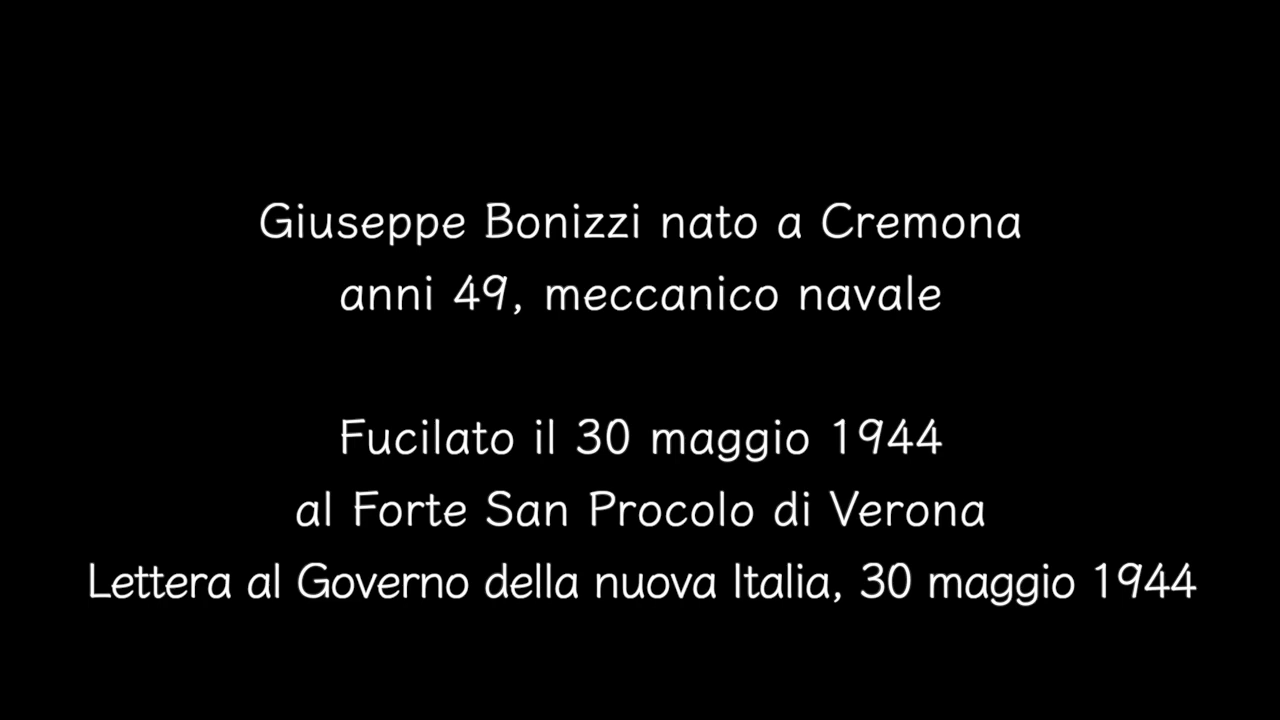 Giuseppe Bonizzi nato a Cremona
anni 49, meccanico navale
Fucilato il 30 maggio 1944
al Forte San Procolo di Verona
Lettera al Governo della nuova Italia, 30 maggio 1944